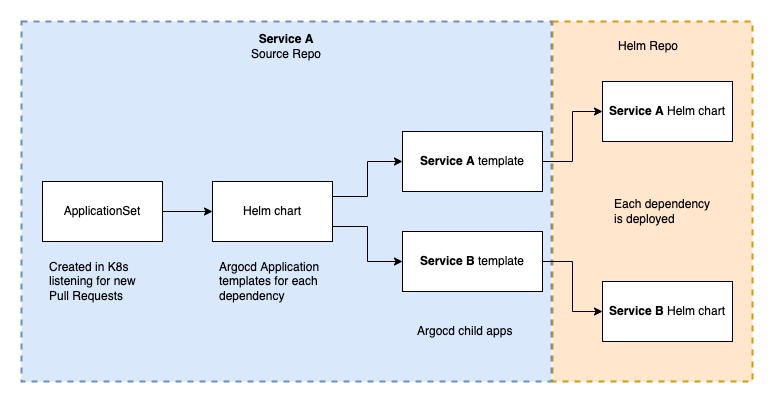 Service A
Source Repo
Helm Repo
Service A Helm chart
Service A template
ApplicationSet
Helm chart
Each dependency
is deployed
Service B template
Created in K8s
listening for new
Pull Requests
Argocd Application
templates for each
dependency
Service B Helm chart
Argocd child apps